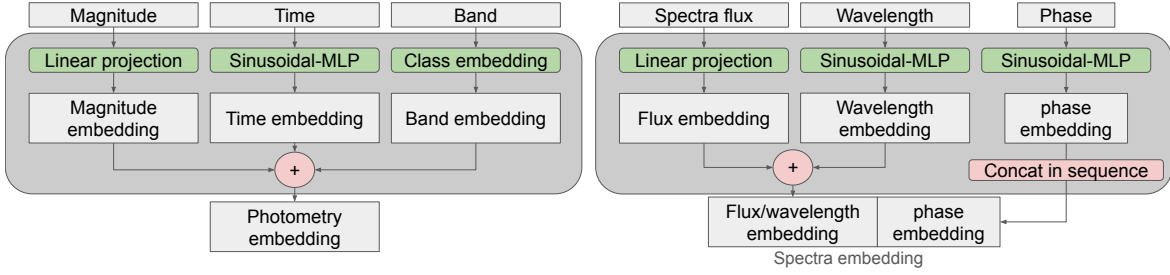 Magnitude
Time
Band
Linear projection
Sinusoidal-MLP
Class embedding
Magnitude
embedding
Time embedding
Band embedding
+
Photometry
embedding
Spectra flux
Wavelength
Phase
Linear projection
Sinusoidal-MLP
Sinusoidal-MLP
Flux embedding
Wavelength
embedding
phase
embedding
+
Concat in sequence
Flux/wavelength
embedding
phase
embedding
Spectra embedding